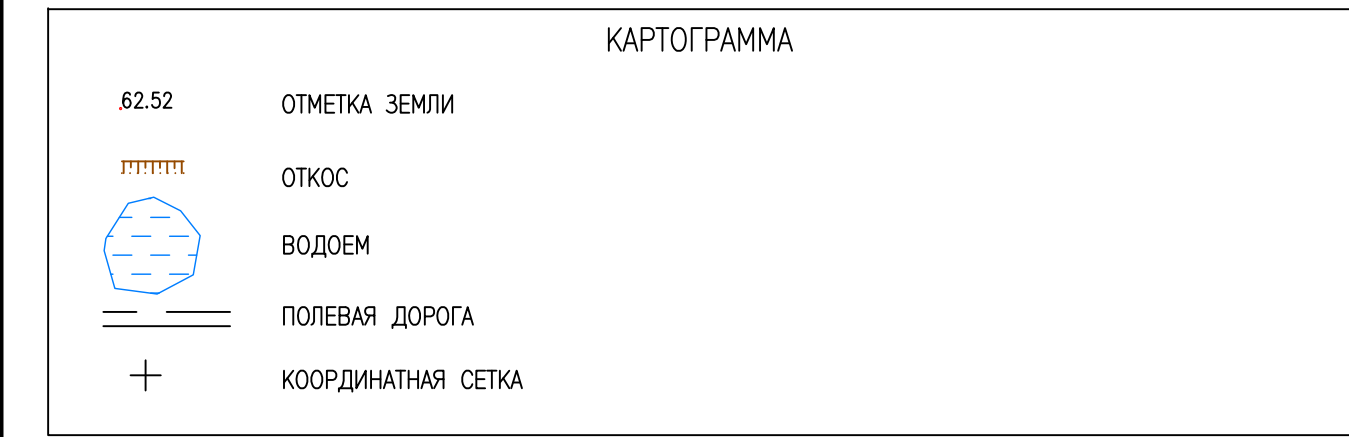 КАРТОГРАММА
62.52 ОТМЕТКА ЗЕМЛИ
ОТКОС
ВОДОЕМ
ПОЛЕВАЯ ДОРОГА
КООРДИНАТНАЯ СЕТКА